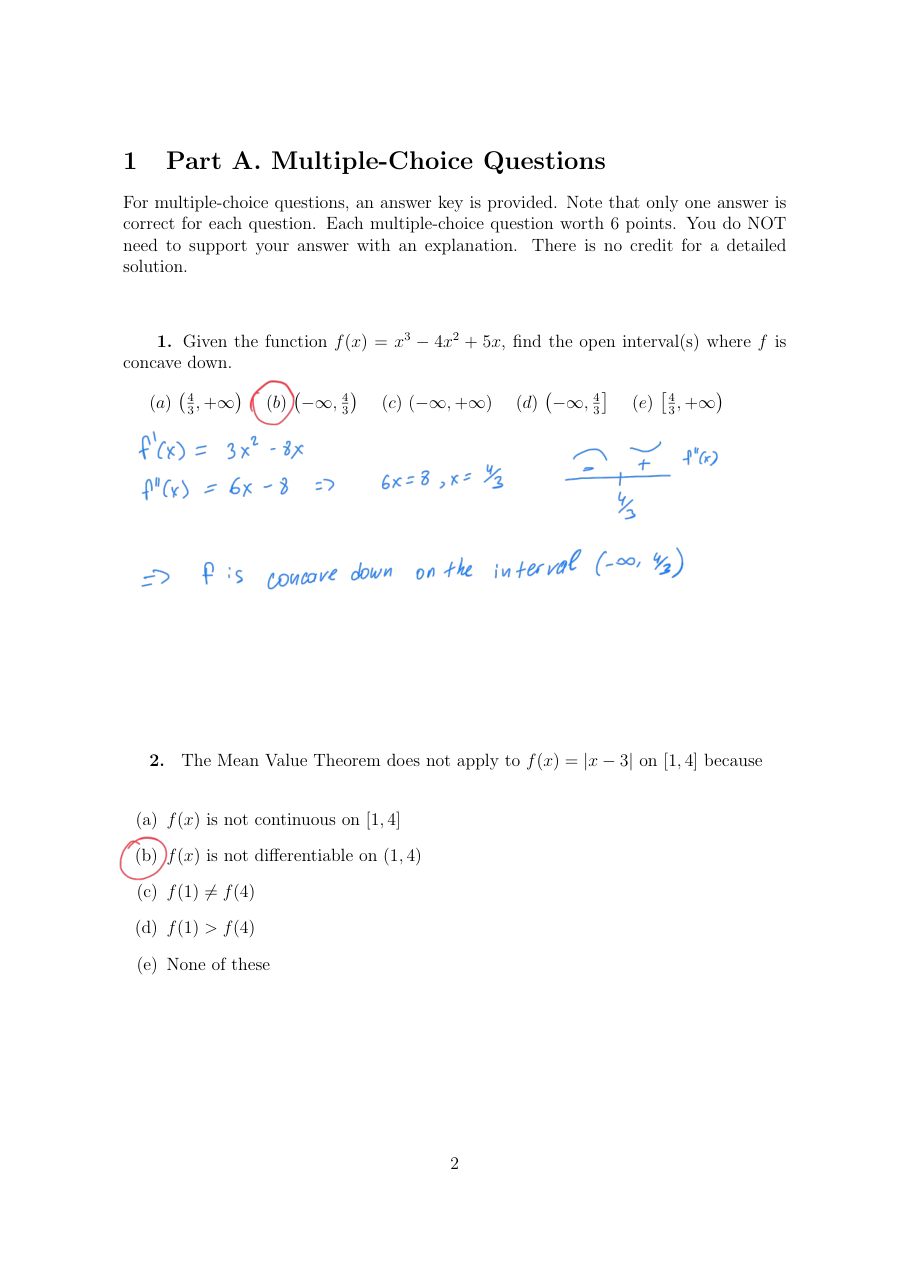 1 Part A. Multiple-Choice Questions
For multiple-choice questions, an answer key is provided. Note that only one answer is
correct for each question. Each multiple-choice question worth 6 points. You do NOT
need to support your answer with an explanation. There is no credit for a detailed
solution.
1. Given the function f(x) = x³ − 4x² + 5x, find the open interval(s) where f is
concave down.
(a) (4/3, +∞) (b) (−∞, 4/3) (c) (−∞, +∞) (d) (−∞, 4/3] (e) [4/3, +∞)
f'(x) = 3x² - 8x
f"(x) = 6x - 8 => 6x = 8, x = 4/3
- + f"(x)
4/3
=> f is concave down on the interval (-∞, 4/3)
2. The Mean Value Theorem does not apply to f(x) = |x − 3| on [1, 4] because
(a) f(x) is not continuous on [1, 4]
(b) f(x) is not differentiable on (1, 4)
(c) f(1) ≠ f(4)
(d) f(1) > f(4)
(e) None of these
2